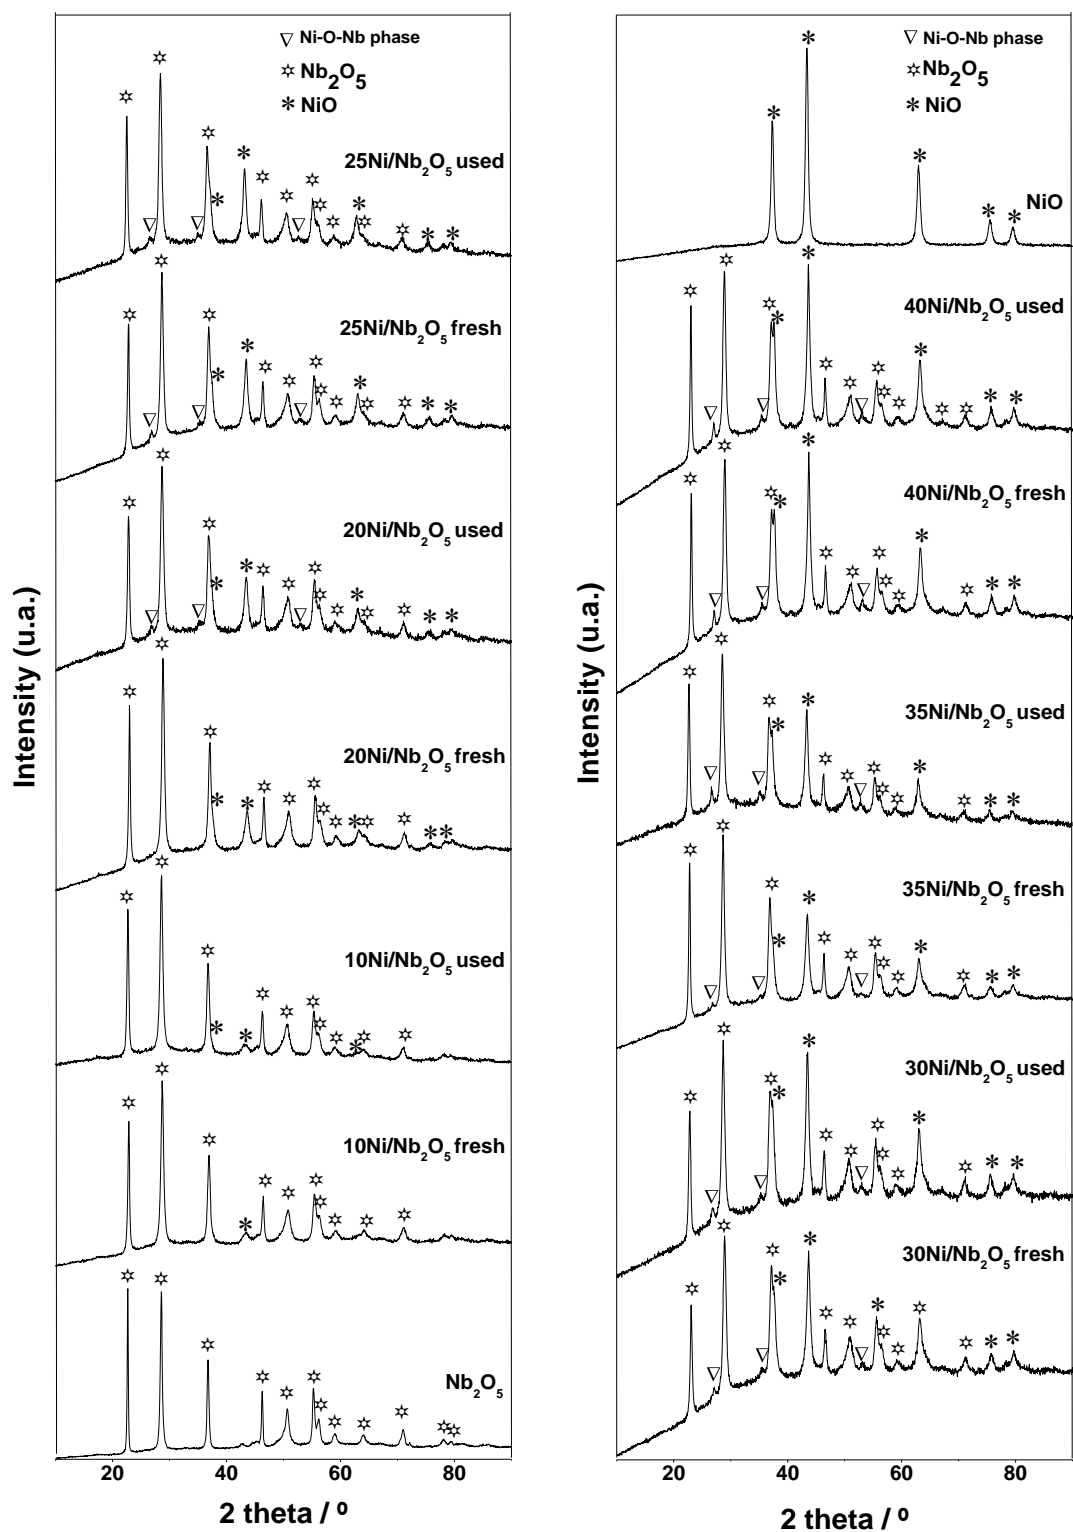 ▽ Ni-O-Nb phase
✡ Nb₂O₅
* NiO
25Ni/Nb₂O₅ used
25Ni/Nb₂O₅ fresh
20Ni/Nb₂O₅ used
20Ni/Nb₂O₅ fresh
10Ni/Nb₂O₅ used
10Ni/Nb₂O₅ fresh
Nb₂O₅
Intensity (u.a.)
20 40 60 80
2 theta / º
▽ Ni-O-Nb phase
✡ Nb₂O₅
* NiO
NiO
40Ni/Nb₂O₅ used
40Ni/Nb₂O₅ fresh
35Ni/Nb₂O₅ used
35Ni/Nb₂O₅ fresh
30Ni/Nb₂O₅ used
30Ni/Nb₂O₅ fresh
Intensity (u.a.)
20 40 60 80
2 theta / º